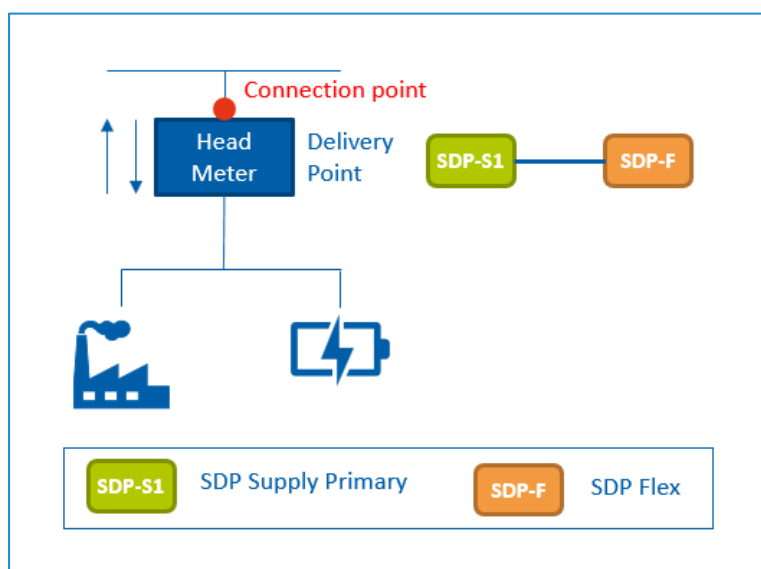 Connection point
Head
Meter
Delivery
Point
SDP-S1
SDP-F
SDP-S1
SDP Supply Primary
SDP-F
SDP Flex